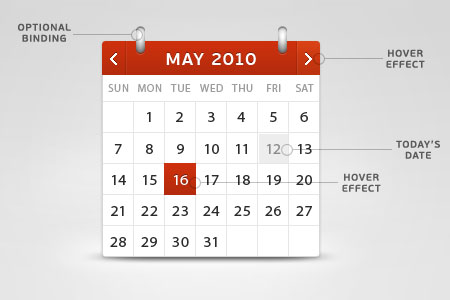 OPTIONAL
BINDING
MAY 2010
HOVER
EFFECT
SUN MON TUE WED THU FRI SAT
1 2 3 4 5 6
7 8 9 10 11 12 13
TODAY'S
DATE
14 15 16 17 18 19 20
HOVER
EFFECT
21 22 23 24 25 26 27
28 29 30 31